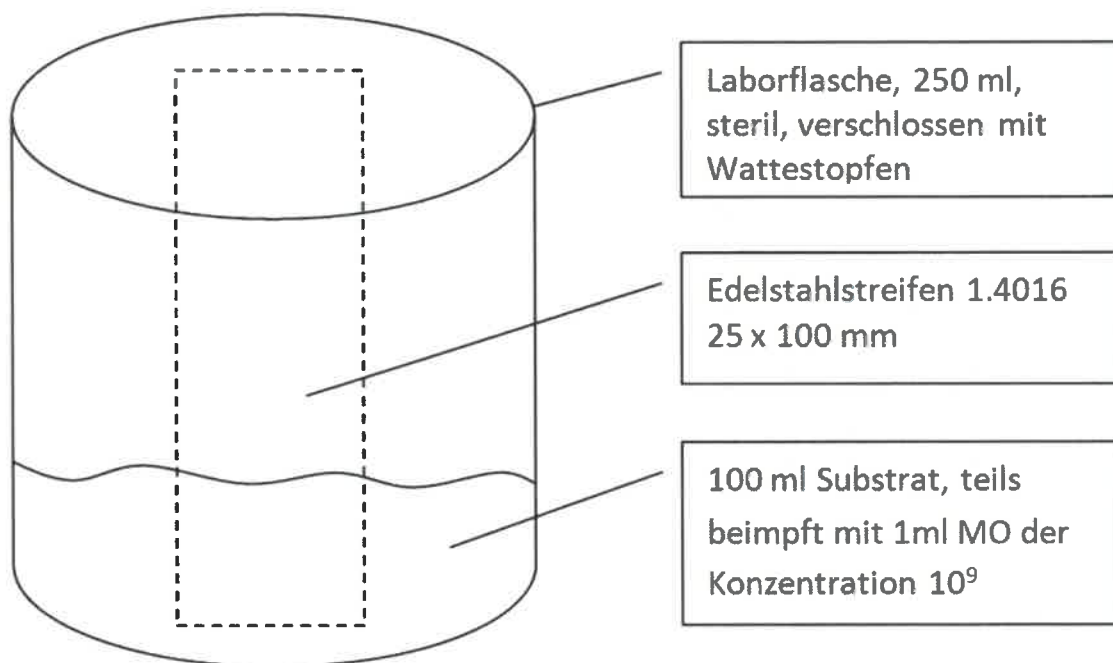 Laborflasche, 250 ml,
steril, verschlossen mit
Wattestopfen
Edelstahlstreifen 1.4016
25 x 100 mm
100 ml Substrat, teils
beimpft mit 1ml MO der
Konzentration 10⁹